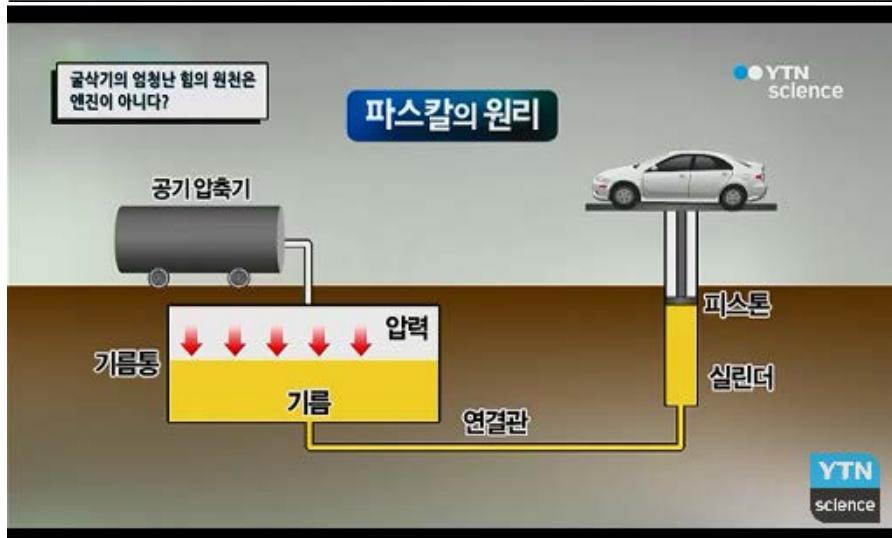 굴삭기의 엄청난 힘의 원천은
엔진이 아니다?
YTN
science
파스칼의 원리
공기 압축기
압력
피스톤
기름통
실린더
기름
연결관
YTN
science